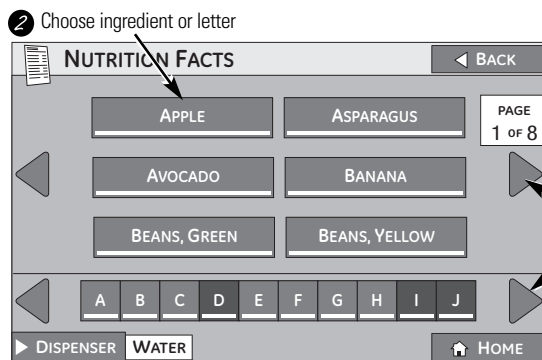 2 Choose ingredient or letter
NUTRITION FACTS
BACK
APPLE
ASPARAGUS
PAGE
1 OF 8
AVOCADO
BANANA
BEANS, GREEN
BEANS, YELLOW
A B C D E F G H I J
DISPENSER WATER
HOME